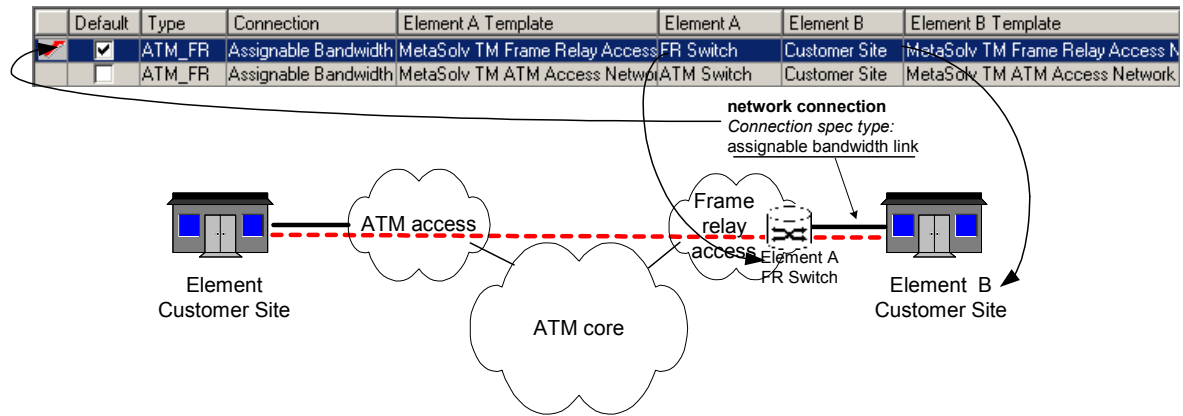 Default Type Connection Element A Template Element A Element B Element B Template
ATM_FR Assignable Bandwidth MetaSolv TM Frame Relay Access FR Switch Customer Site MetaSolv TM Frame Relay Access N
ATM_FR Assignable Bandwidth MetaSolv TM ATM Access Networ ATM Switch Customer Site MetaSolv TM ATM Access Network
network connection
Connection spec type:
assignable bandwidth link
ATM access
Frame
relay
access
Element A
FR Switch
Element
Customer Site
Element B
Customer Site
ATM core